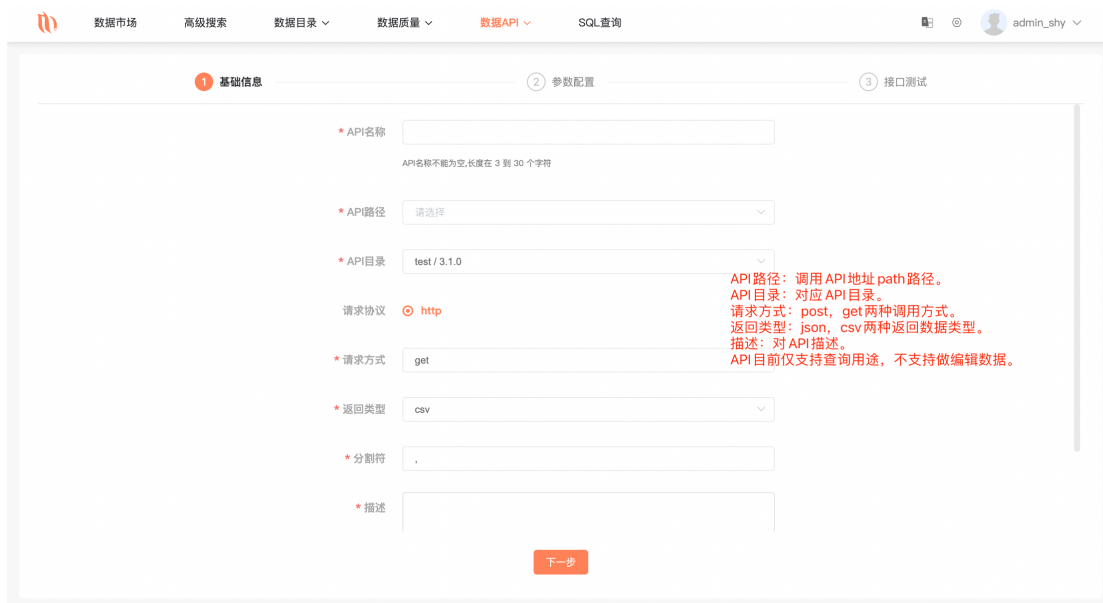 数据市场 高级搜索 数据目录 数据质量 数据API SQL查询 admin_shy
1 基础信息 2 参数配置 3 接口测试
* API名称
API名称不能为空,长度在 3 到 30 个字符
* API路径 请选择
* API目录 test / 3.1.0
API路径：调用API地址path路径。
API目录：对应API目录。
请求协议 http
请求方式：post，get两种调用方式。
返回类型：json，csv两种返回数据类型。
描述：对API描述。
* 请求方式 get
API目前仅支持查询用途，不支持做编辑数据。
* 返回类型 csv
* 分割符 ,
* 描述
下一步